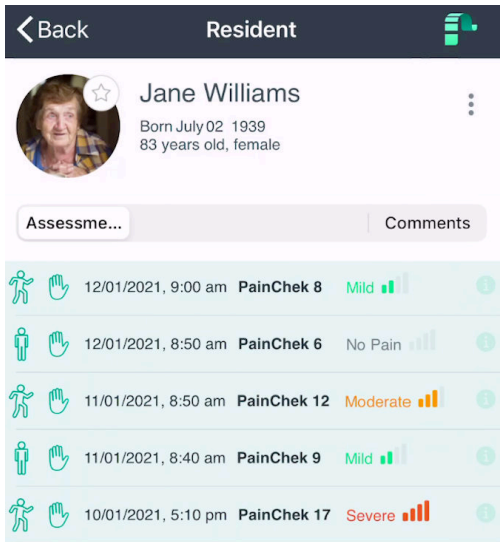 Back Resident
Jane Williams
Born July 02 1939
83 years old, female
Assessme... Comments
12/01/2021, 9:00 am PainChek 8 Mild
12/01/2021, 8:50 am PainChek 6 No Pain
11/01/2021, 8:50 am PainChek 12 Moderate
11/01/2021, 8:40 am PainChek 9 Mild
10/01/2021, 5:10 pm PainChek 17 Severe